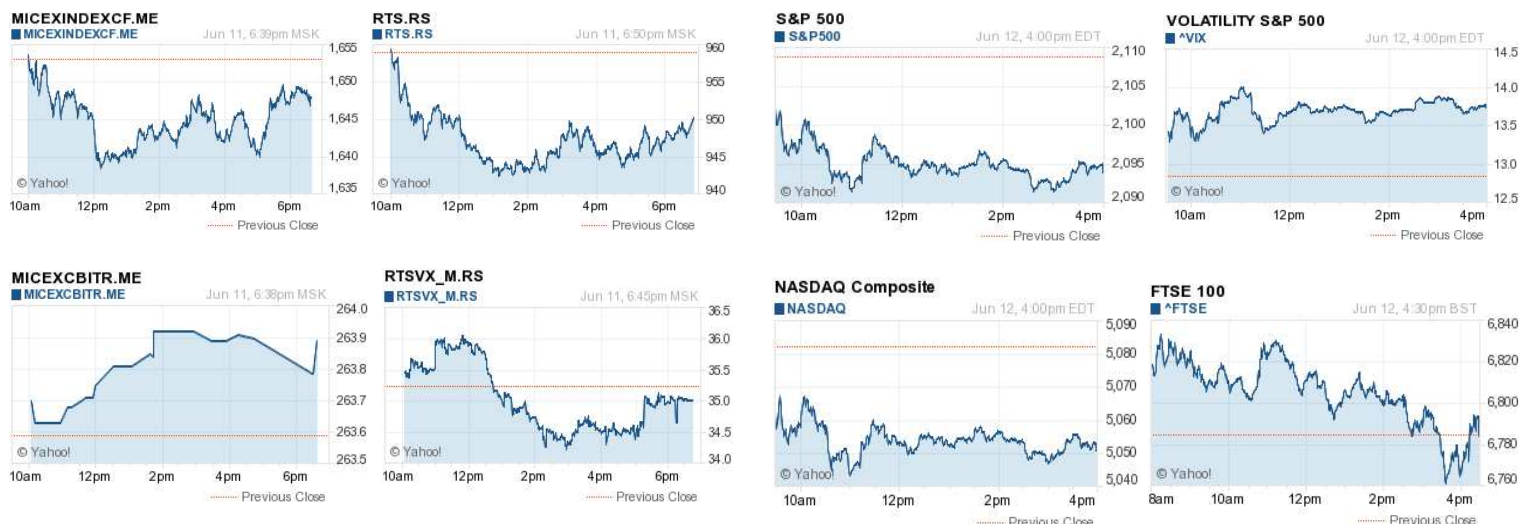 MICEXINDEXCF.ME
MICEXINDEXCF.ME Jun 11, 6:39pm MSK
1,655
1,650
1,645
1,640
1,635
© Yahoo!
10am 12pm 2pm 4pm 6pm
Previous Close
RTS.RS
RTS.RS Jun 11, 6:50pm MSK
960
955
950
945
940
© Yahoo!
10am 12pm 2pm 4pm 6pm
Previous Close
S&P 500
S&P500 Jun 12, 4:00pm EDT
2,110
2,105
2,100
2,095
2,090
© Yahoo!
10am 12pm 2pm 4pm
Previous Close
VOLATILITY S&P 500
^VIX Jun 12, 4:00pm EDT
14.5
14.0
13.5
13.0
12.5
© Yahoo!
10am 12pm 2pm 4pm
Previous Close
MICEXCBITR.ME
MICEXCBITR.ME Jun 11, 6:38pm MSK
264.0
263.9
263.8
263.7
263.6
263.5
© Yahoo!
10am 12pm 2pm 4pm 6pm
Previous Close
RTSVX_M.RS
RTSVX_M.RS Jun 11, 6:45pm MSK
36.5
36.0
35.5
35.0
34.5
34.0
© Yahoo!
10am 12pm 2pm 4pm 6pm
Previous Close
NASDAQ Composite
NASDAQ Jun 12, 4:00pm EDT
5,090
5,080
5,070
5,060
5,050
5,040
© Yahoo!
10am 12pm 2pm 4pm
Previous Close
FTSE 100
^FTSE Jun 12, 4:30pm BST
6,840
6,820
6,800
6,780
6,760
© Yahoo!
8am 10am 12pm 2pm 4pm
Previous Close